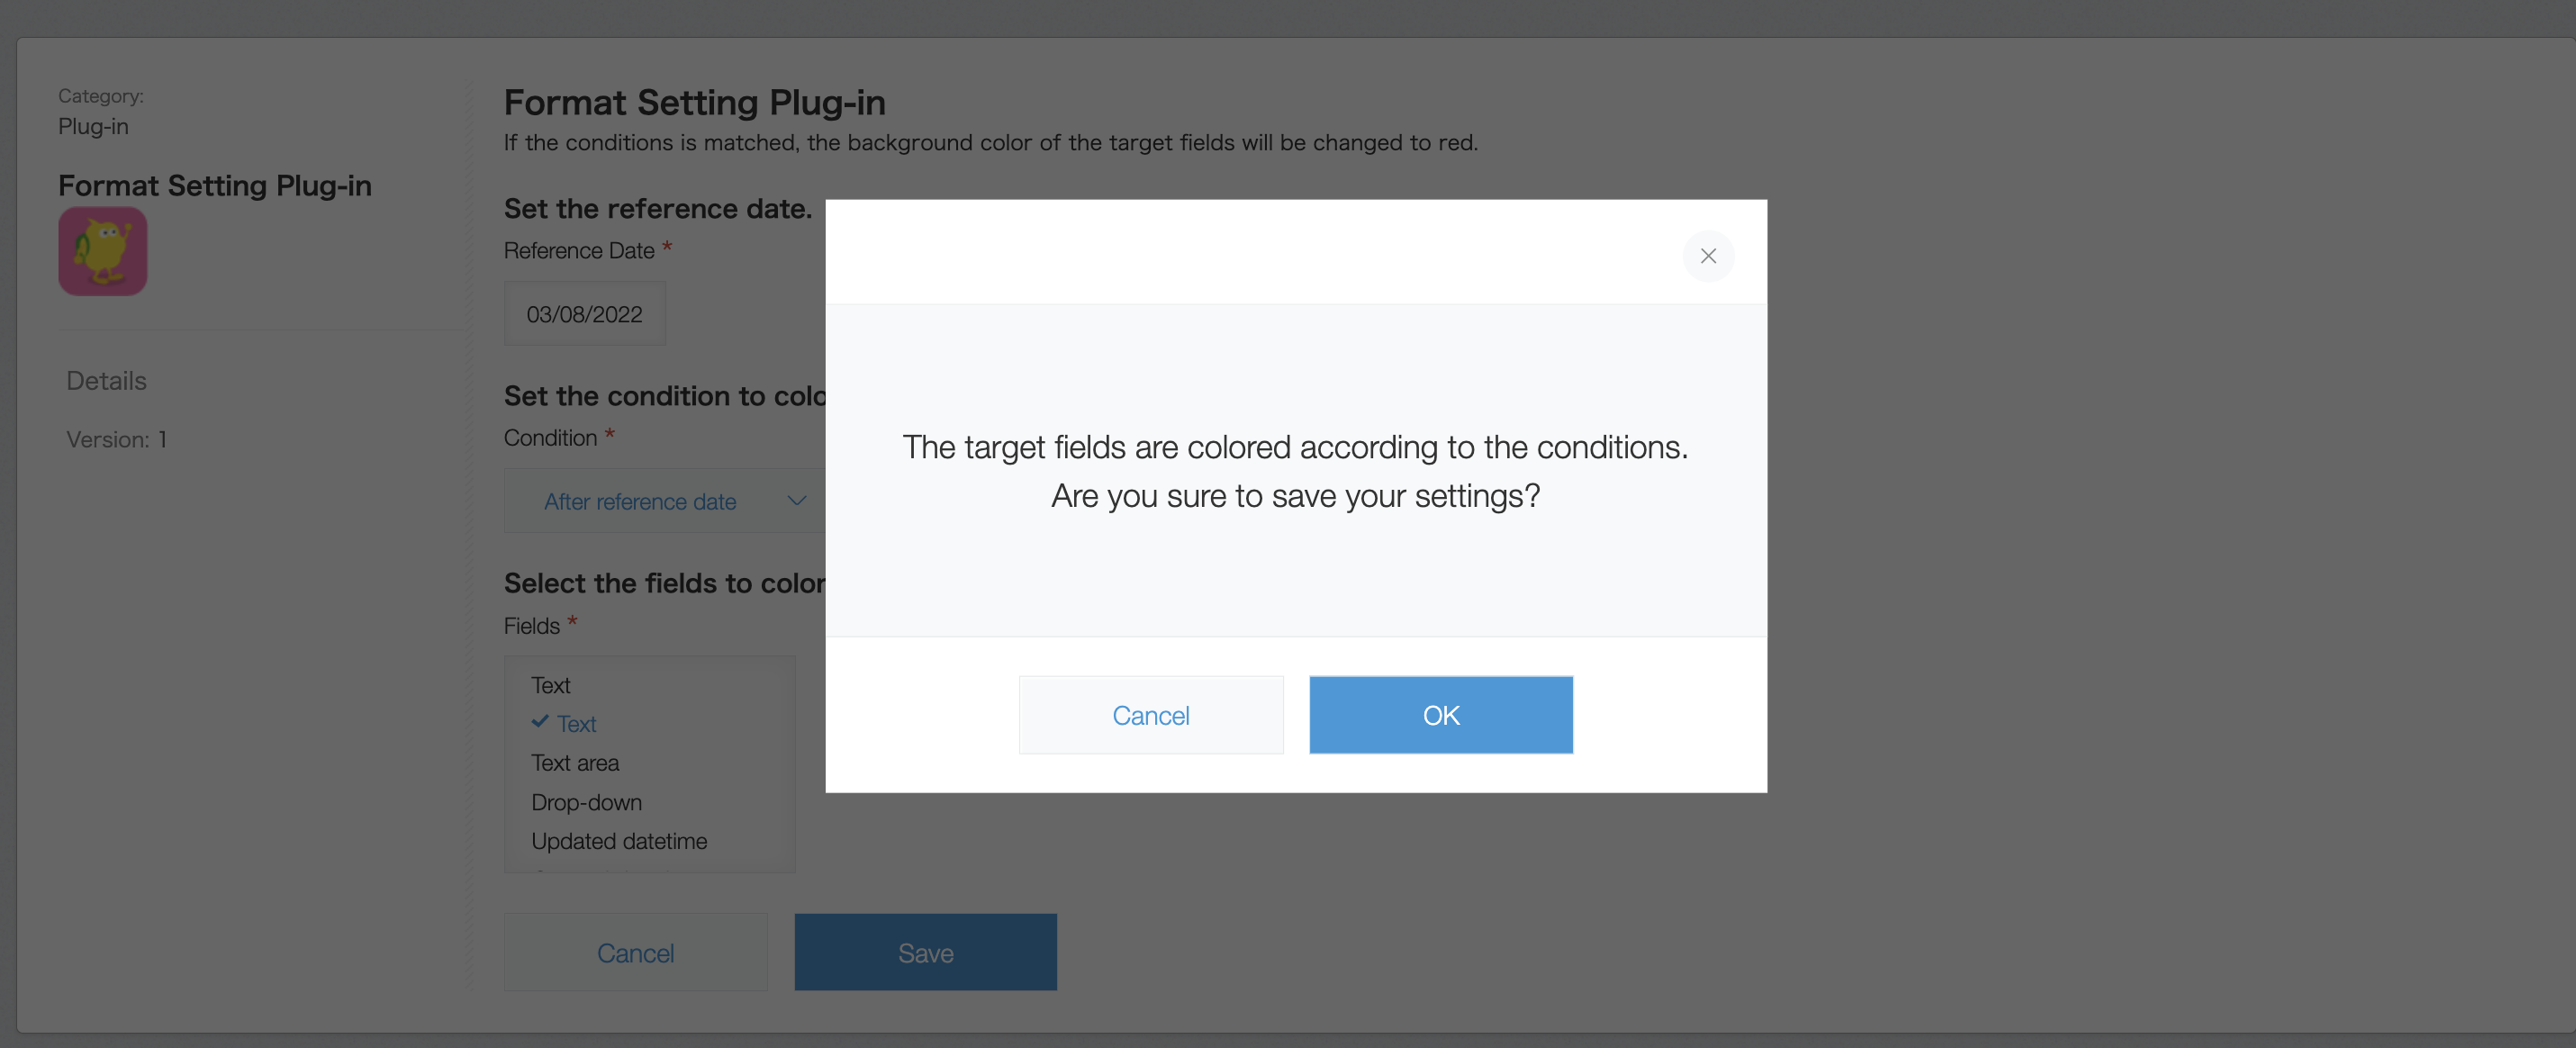 Category:
Plug-in
Format Setting Plug-in
Details
Version: 1
Format Setting Plug-in
If the conditions is matched, the background color of the target fields will be changed to red.
Set the reference date.
Reference Date *
03/08/2022
Set the condition to colo
Condition *
After reference date
Select the fields to color
Fields *
Text
Text
Text area
Drop-down
Updated datetime
Cancel
Save
The target fields are colored according to the conditions.
Are you sure to save your settings?
Cancel
OK